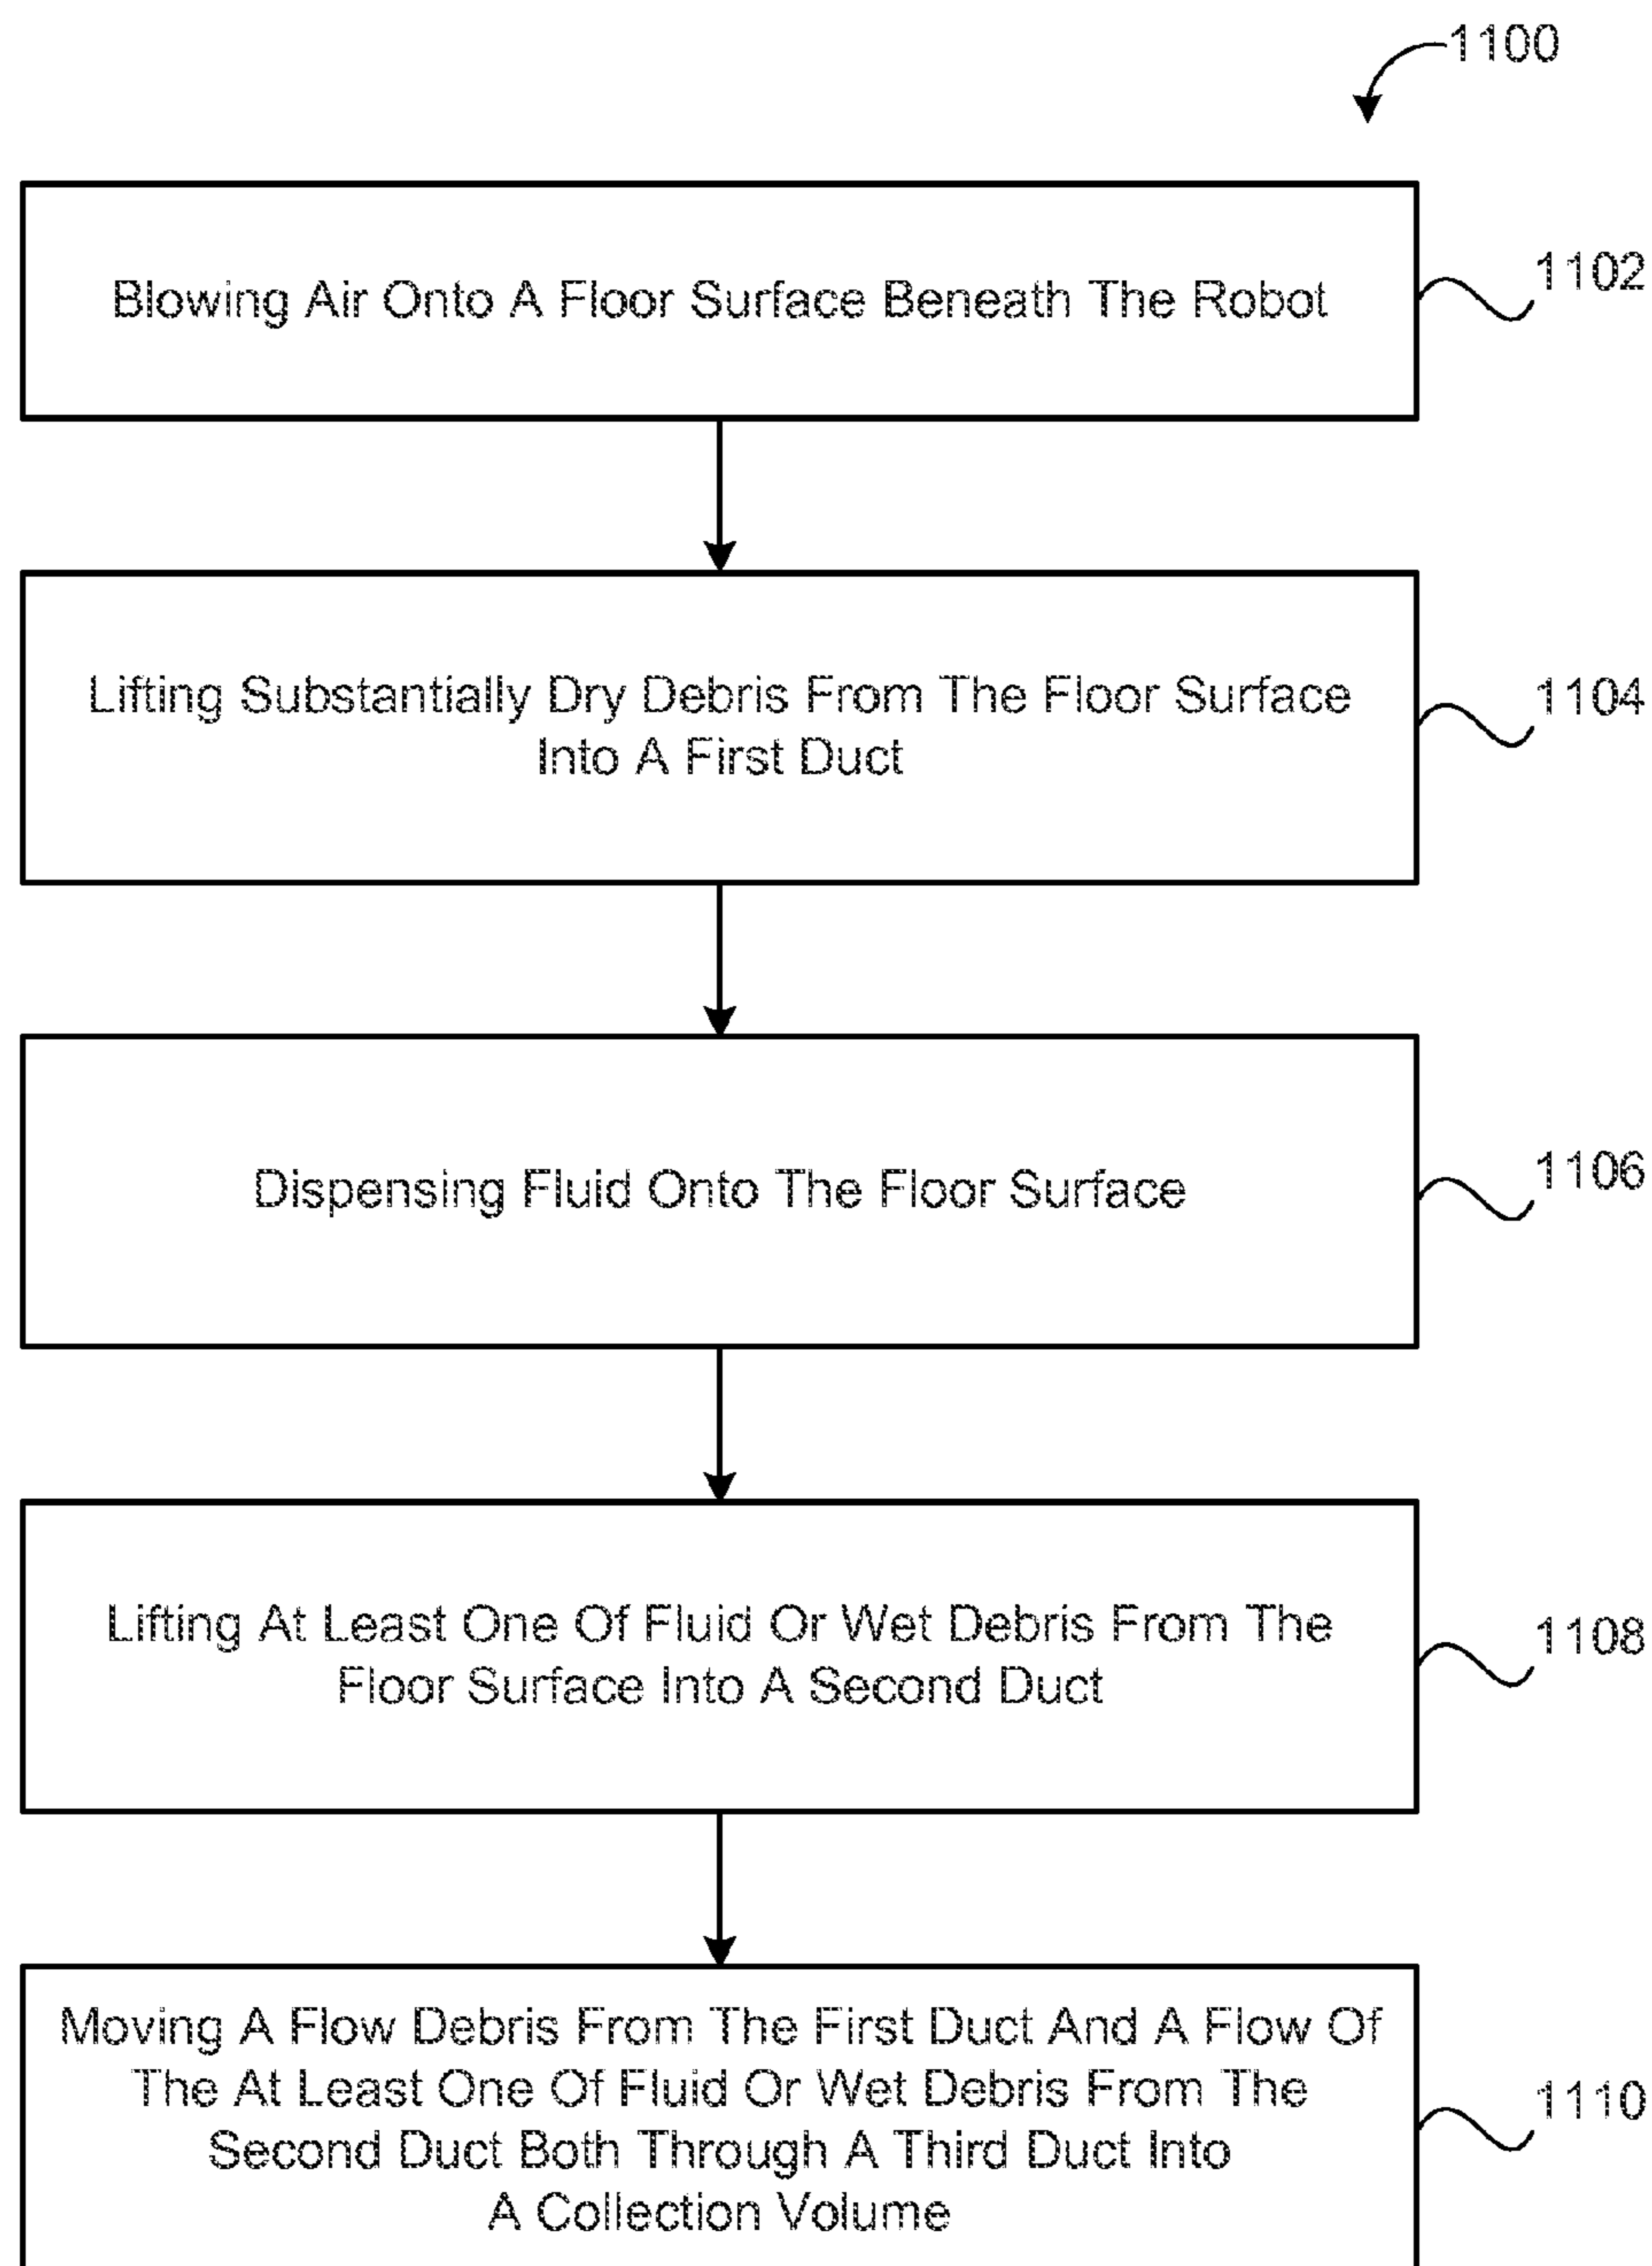 1100
Blowing Air Onto A Floor Surface Beneath The Robot
1102
Lifting Substantially Dry Debris From The Floor Surface
Into A First Duct
1104
Dispensing Fluid Onto The Floor Surface
1106
Lifting At Least One Of Fluid Or Wet Debris From The
Floor Surface Into A Second Duct
1108
Moving A Flow Debris From The First Duct And A Flow Of
The At Least One Of Fluid Or Wet Debris From The
Second Duct Both Through A Third Duct Into
A Collection Volume
1110